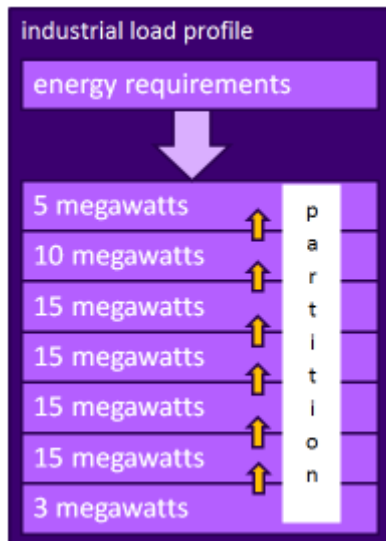 industrial load profile
energy requirements
5 megawatts
10 megawatts
15 megawatts
15 megawatts
15 megawatts
15 megawatts
3 megawatts
partition